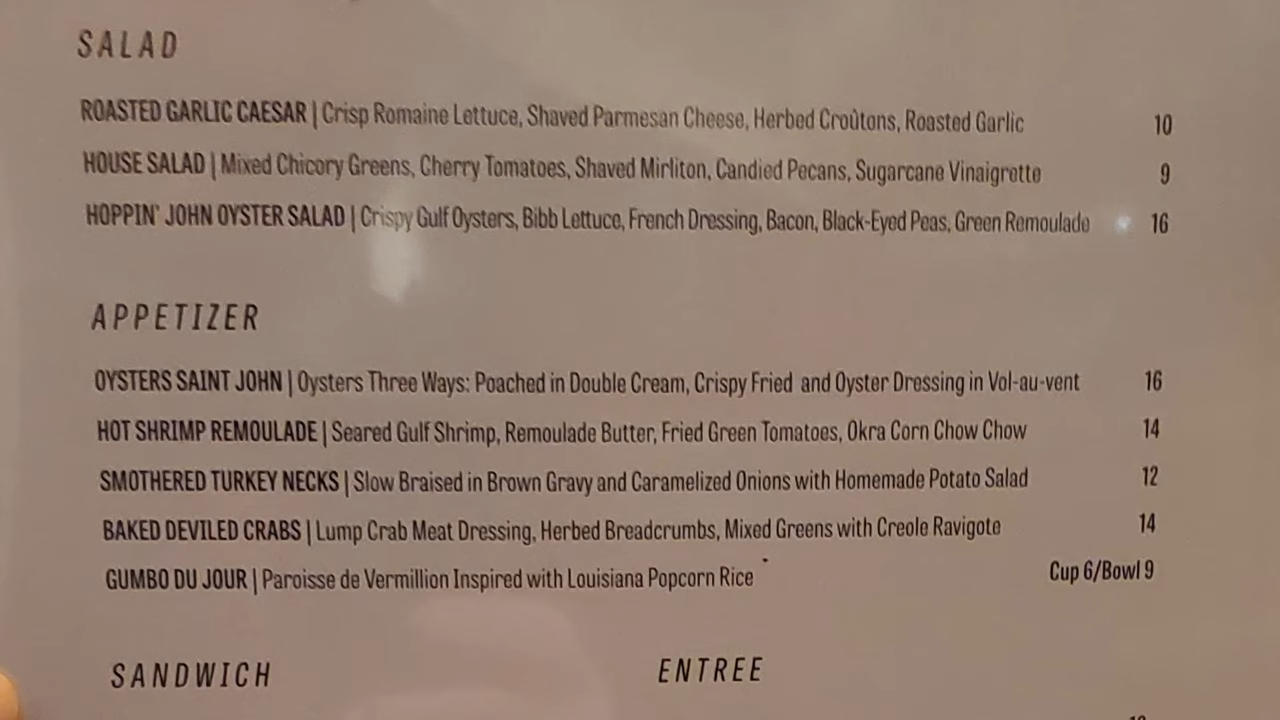 SALAD
ROASTED GARLIC CAESAR | Crisp Romaine Lettuce, Shaved Parmesan Cheese, Herbed Croûtons, Roasted Garlic 10
HOUSE SALAD | Mixed Chicory Greens, Cherry Tomatoes, Shaved Mirliton, Candied Pecans, Sugarcane Vinaigrette 9
HOPPIN' JOHN OYSTER SALAD | Crispy Gulf Oysters, Bibb Lettuce, French Dressing, Bacon, Black-Eyed Peas, Green Remoulade 16
APPETIZER
OYSTERS SAINT JOHN | Oysters Three Ways: Poached in Double Cream, Crispy Fried and Oyster Dressing in Vol-au-vent 16
HOT SHRIMP REMOULADE | Seared Gulf Shrimp, Remoulade Butter, Fried Green Tomatoes, Okra Corn Chow Chow 14
SMOTHERED TURKEY NECKS | Slow Braised in Brown Gravy and Caramelized Onions with Homemade Potato Salad 12
BAKED DEVILED CRABS | Lump Crab Meat Dressing, Herbed Breadcrumbs, Mixed Greens with Creole Ravigote 14
GUMBO DU JOUR | Paroisse de Vermillion Inspired with Louisiana Popcorn Rice Cup 6/Bowl 9
SANDWICH ENTREE